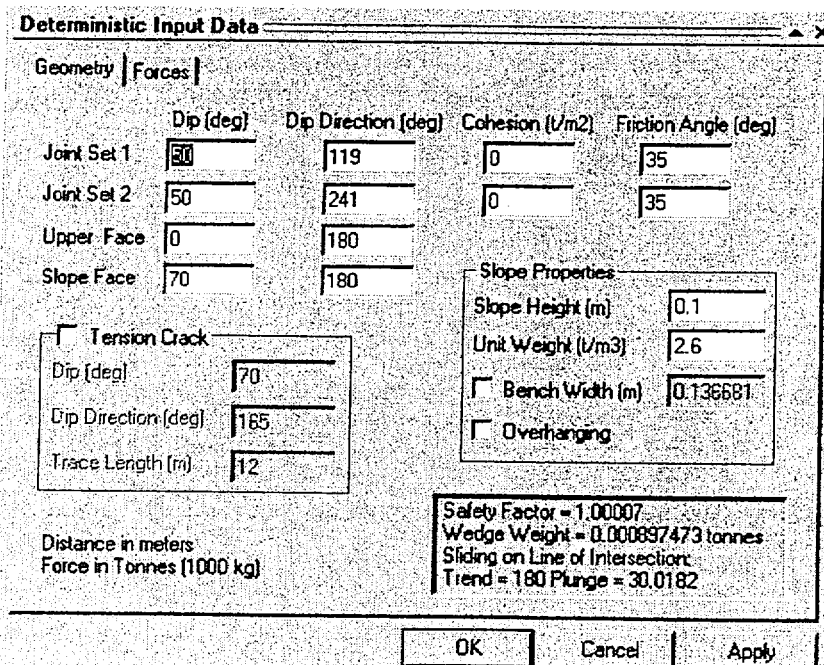 Deterministic Input Data
Geometry Forces
Dip (deg) Dip Direction (deg) Cohesion (t/m2) Friction Angle (deg)
Joint Set 1 50 119 0 35
Joint Set 2 50 241 0 35
Upper Face 0 180
Slope Face 70 180
Slope Properties
Slope Height (m) 0.1
Unit Weight (t/m3) 2.6
Bench Width (m) 0.136681
Overhanging
Tension Crack
Dip (deg) 70
Dip Direction (deg) 165
Trace Length (m) 12
Distance in meters
Force in Tonnes (1000 kg)
Safety Factor = 1.00007
Wedge Weight = 0.000897473 tonnes
Sliding on Line of Intersection:
Trend = 180 Plunge = 30.0182
OK Cancel Apply